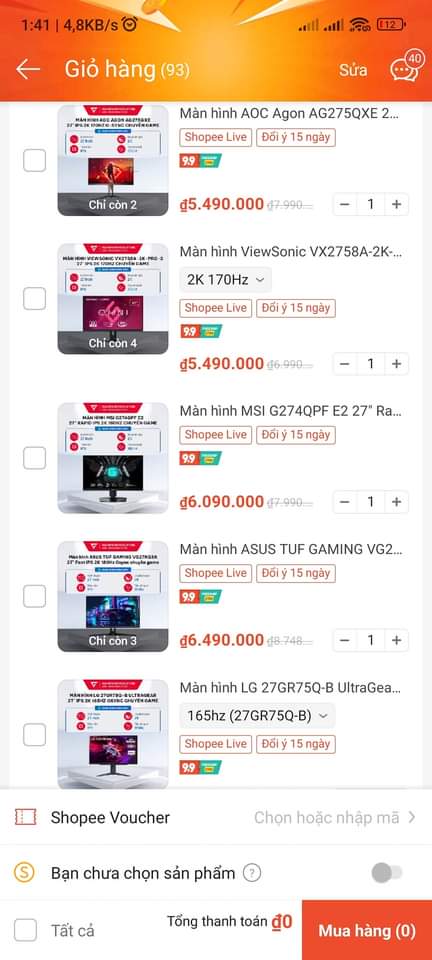 1:41 | 4,8KB/s
12
Giỏ hàng (93)
Sửa
40
Màn hình AOC Agon AG275QXE 2...
Shopee Live
Đổi ý 15 ngày
9.9
Chỉ còn 2
₫5.490.000 ₫7.990...
1
Màn hình ViewSonic VX2758A-2K-...
2K 170Hz
Shopee Live
Đổi ý 15 ngày
9.9
Chỉ còn 4
₫5.490.000 ₫6.990...
1
Màn hình MSI G274QPF E2 27" Ra...
Shopee Live
Đổi ý 15 ngày
9.9
₫6.090.000 ₫7.990...
1
Màn hình ASUS TUF GAMING VG2...
Shopee Live
Đổi ý 15 ngày
9.9
Chỉ còn 3
₫6.490.000 ₫8.748...
1
Màn hình LG 27GR75Q-B UltraGea...
165hz (27GR75Q-B)
Shopee Live
Đổi ý 15 ngày
9.9
Shopee Voucher
Chọn hoặc nhập mã
Bạn chưa chọn sản phẩm
Tất cả
Tổng thanh toán ₫0
Mua hàng (0)